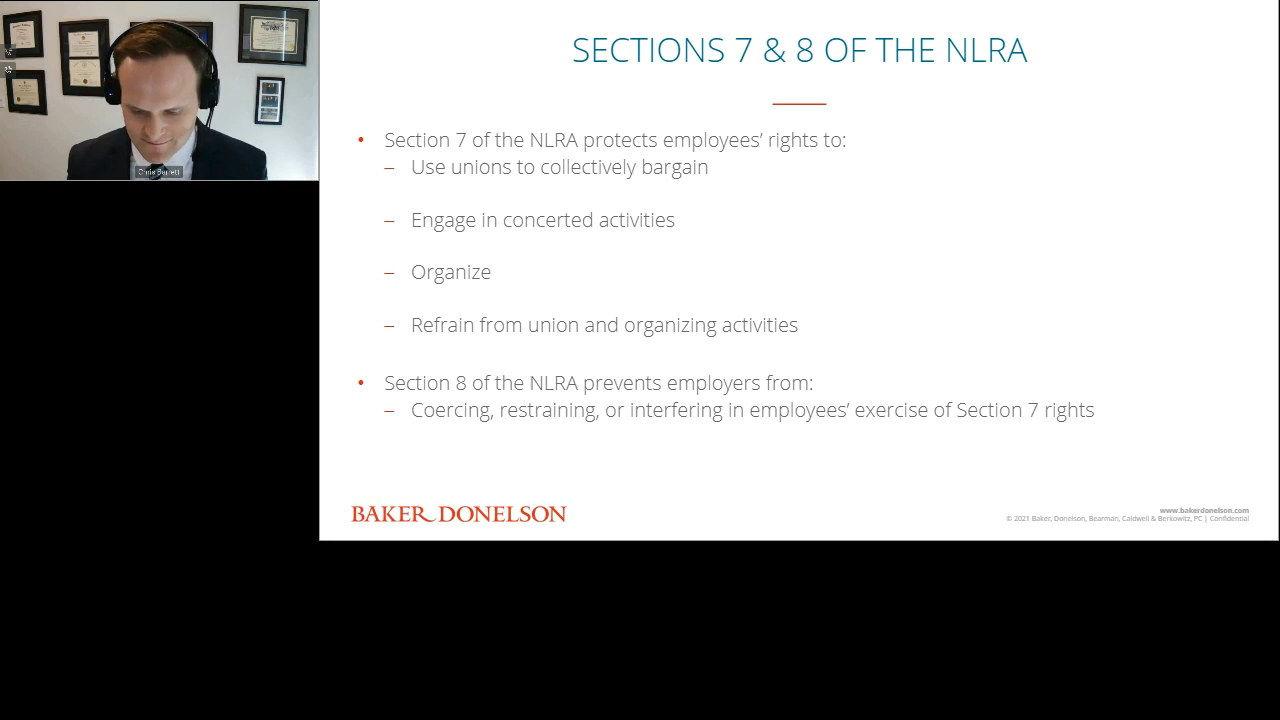 SECTIONS 7 & 8 OF THE NLRA
• Section 7 of the NLRA protects employees’ rights to:
– Use unions to collectively bargain
– Engage in concerted activities
– Organize
– Refrain from union and organizing activities
• Section 8 of the NLRA prevents employers from:
– Coercing, restraining, or interfering in employees’ exercise of Section 7 rights
BAKER DONELSON
www.bakerdonelson.com
© 2021 Baker, Donelson, Bearman, Caldwell & Berkowitz, PC | Confidential
Chris Barrett